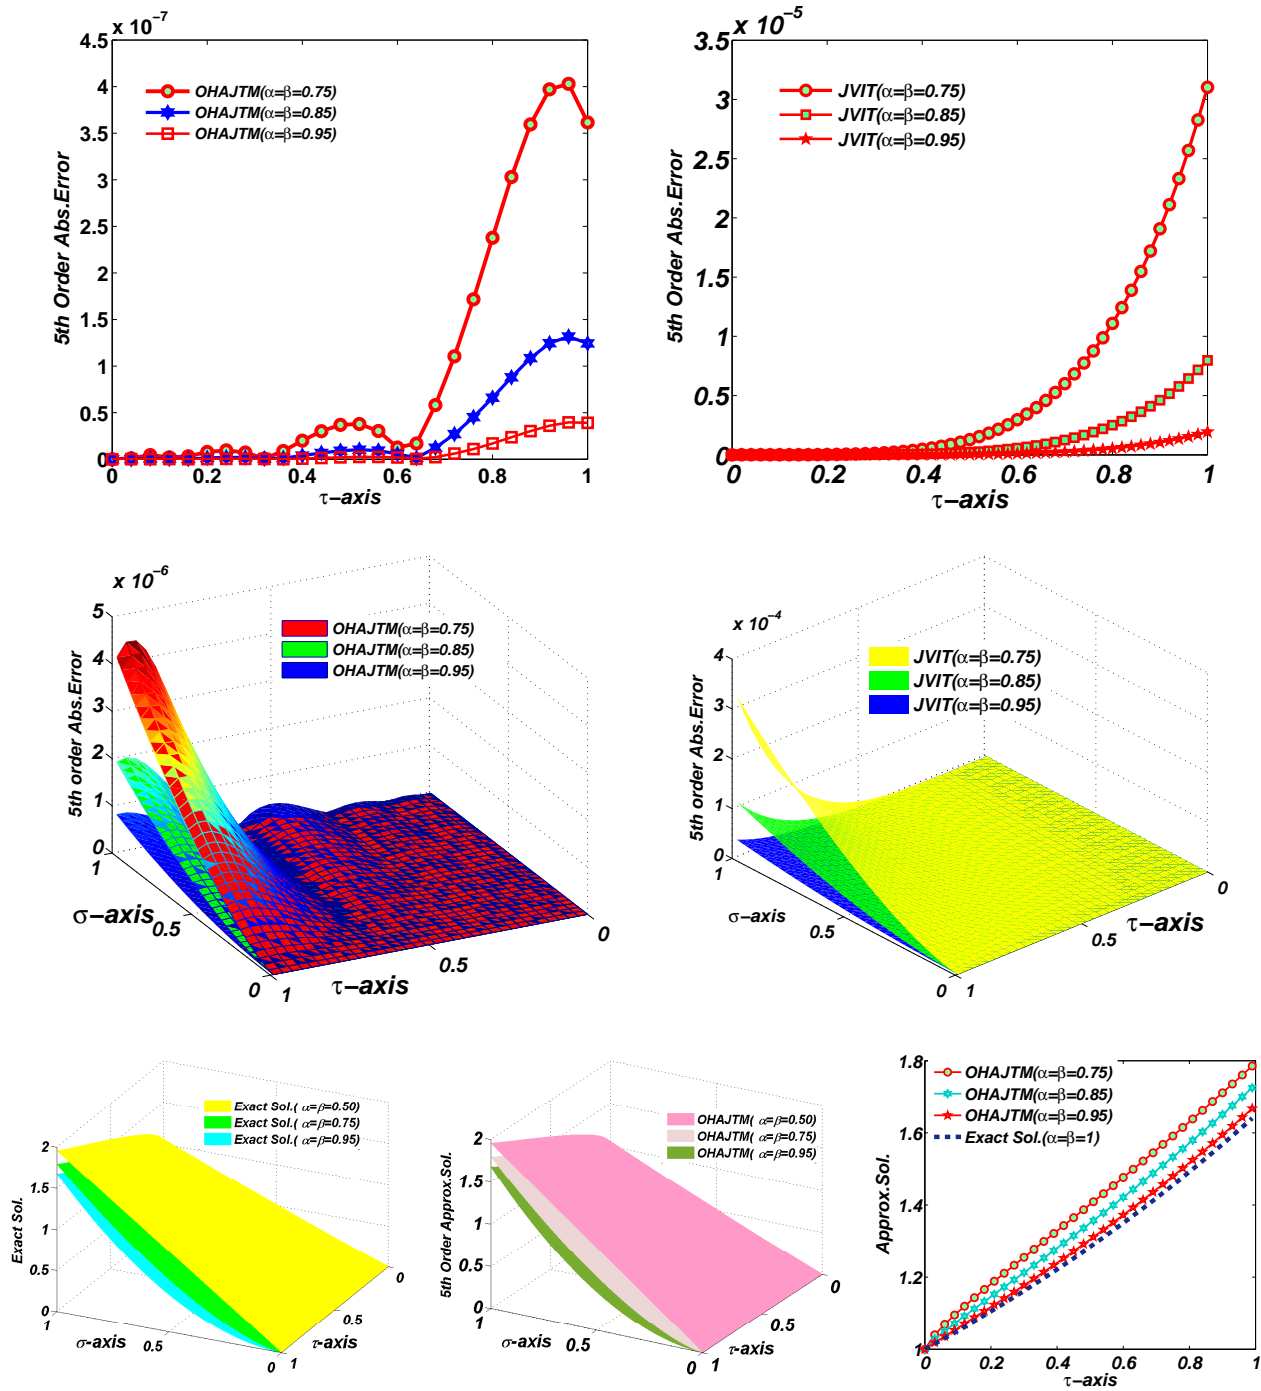 x 10⁻⁷
4.5
4
3.5
3
2.5
2
1.5
1
0.5
0
0 0.2 0.4 0.6 0.8 1
5th Order Abs.Error
τ-axis
OHAJTM(α=β=0.75)
OHAJTM(α=β=0.85)
OHAJTM(α=β=0.95)
x 10⁻⁵
3.5
3
2.5
2
1.5
1
0.5
0
0 0.2 0.4 0.6 0.8 1
5th Order Abs.Error
τ-axis
JVIT(α=β=0.75)
JVIT(α=β=0.85)
JVIT(α=β=0.95)
x 10⁻⁶
5
4
3
2
1
0
5th order Abs.Error
OHAJTM(α=β=0.75)
OHAJTM(α=β=0.85)
OHAJTM(α=β=0.95)
1
0.5
0
σ-axis
1
0.5
0
τ-axis
x 10⁻⁴
4
3
2
1
0
5th order Abs.Error
JVIT(α=β=0.75)
JVIT(α=β=0.85)
JVIT(α=β=0.95)
1
0.5
0
σ-axis
1
0.5
0
τ-axis
2
1.5
1
0.5
0
Exact Sol.
Exact Sol.( α=β=0.50)
Exact Sol.( α=β=0.75)
Exact Sol.( α=β=0.95)
1
0.5
0
σ-axis
1
0.5
0
τ-axis
2
1.5
1
0.5
0
5th Order Approx.Sol.
OHAJTM( α=β=0.50)
OHAJTM( α=β=0.75)
OHAJTM( α=β=0.95)
1
0.5
0
σ-axis
1
0.5
0
τ-axis
1.8
1.6
1.4
1.2
1
0 0.2 0.4 0.6 0.8 1
Approx.Sol.
τ-axis
OHAJTM(α=β=0.75)
OHAJTM(α=β=0.85)
OHAJTM(α=β=0.95)
Exact Sol.(α=β=1)